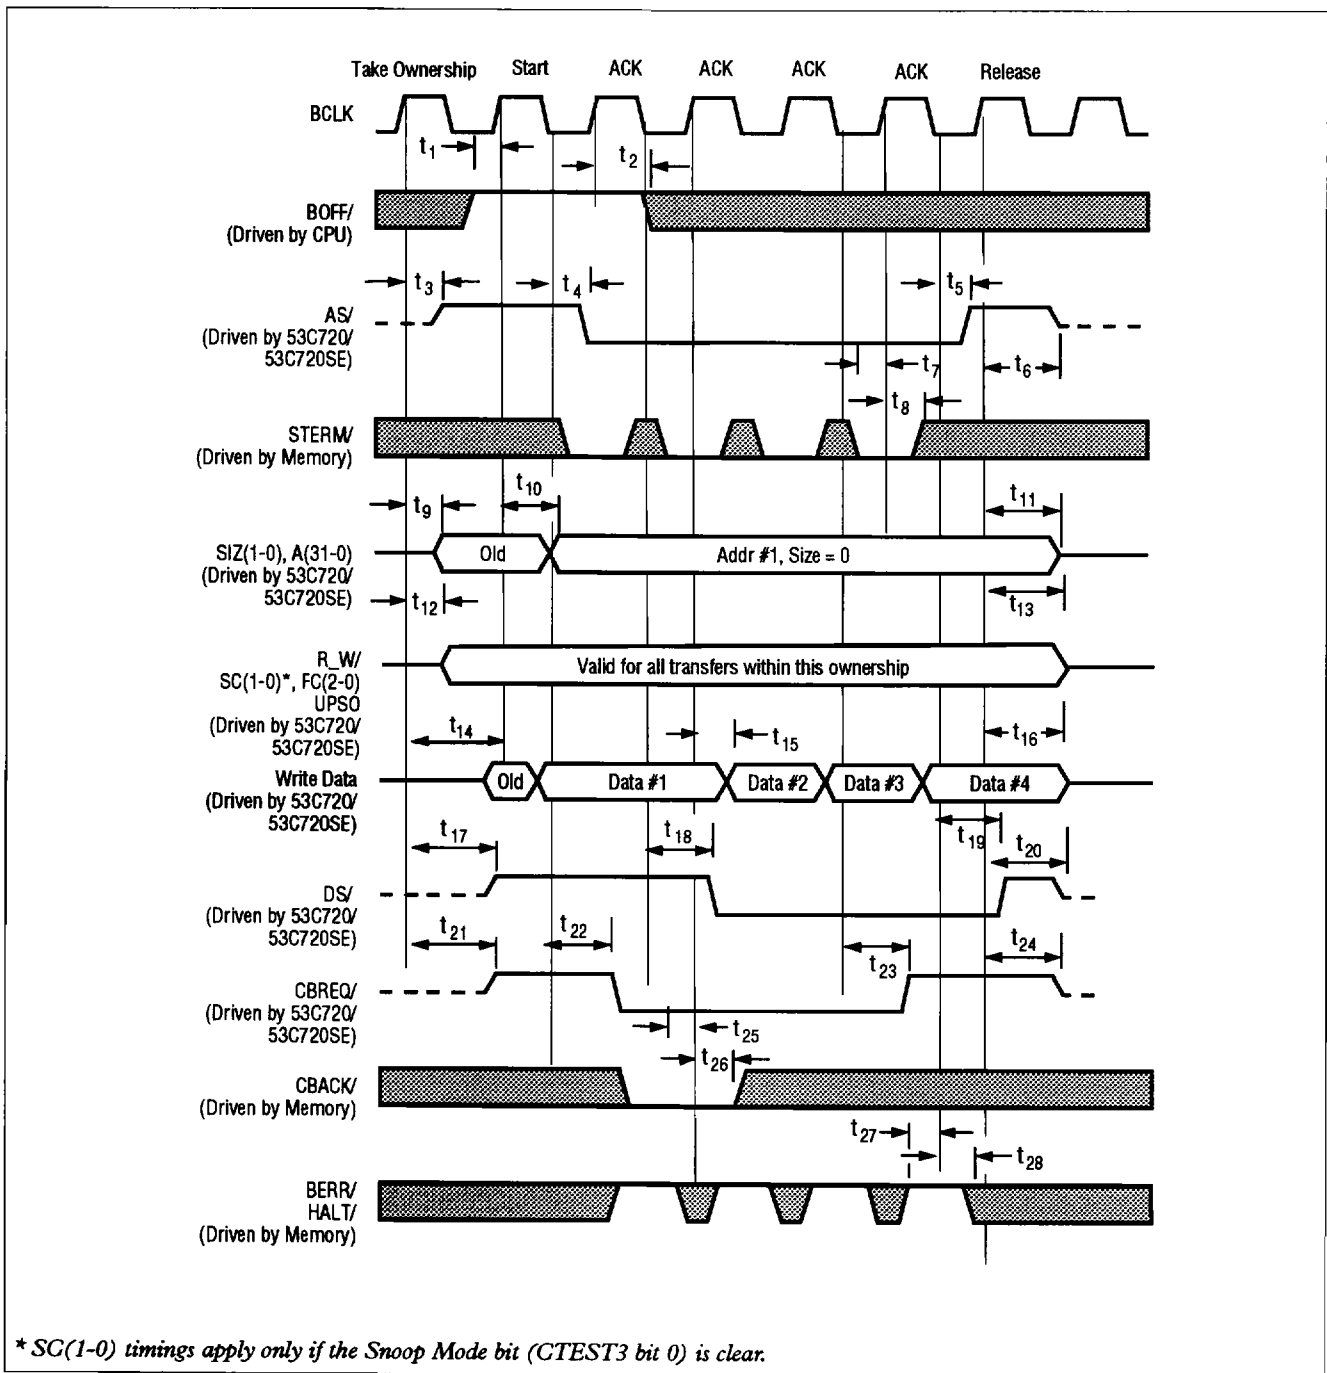 Take Ownership Start ACK ACK ACK ACK Release
BCLK
t1 t2
BOFF/
(Driven by CPU)
t3 t4 t5
AS/
(Driven by 53C720/
53C720SE)
t7 t6
t8
STERM/
(Driven by Memory)
t10
t9 t11
SIZ(1-0), A(31-0)
(Driven by 53C720/
53C720SE)
Old Addr #1, Size = 0
t12 t13
R_W/
SC(1-0)*, FC(2-0)
UPSO
(Driven by 53C720/
53C720SE)
Valid for all transfers within this ownership
t14 t15 t16
Write Data
(Driven by 53C720/
53C720SE)
Old Data #1 Data #2 Data #3 Data #4
t17 t18 t19 t20
DS/
(Driven by 53C720/
53C720SE)
t21 t22 t23 t24
CBREQ/
(Driven by 53C720/
53C720SE)
t25
t26
CBACK/
(Driven by Memory)
t27
t28
BERR/
HALT/
(Driven by Memory)
* SC(1-0) timings apply only if the Snoop Mode bit (CTEST3 bit 0) is clear.